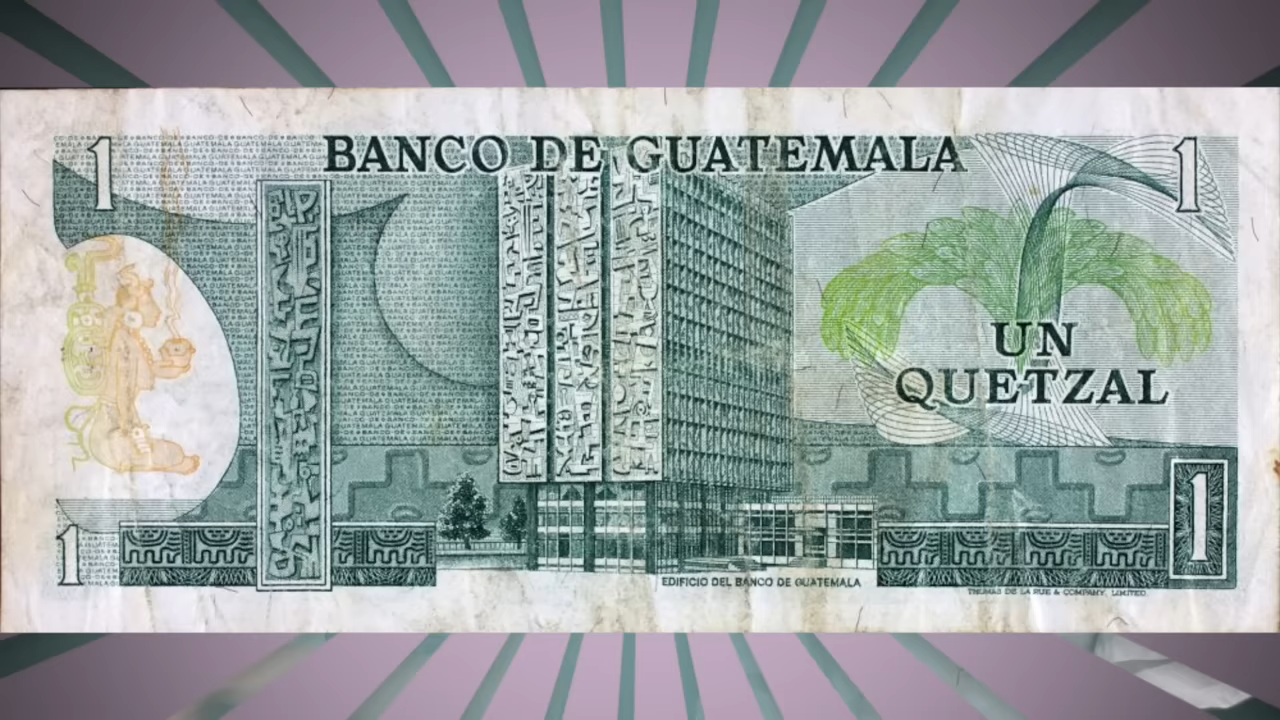 BANCO DE GUATEMALA
1
1
UN
QUETZAL
1
1
EDIFICIO DEL BANCO DE GUATEMALA
THOMAS DE LA RUE & COMPANY, LIMITED.